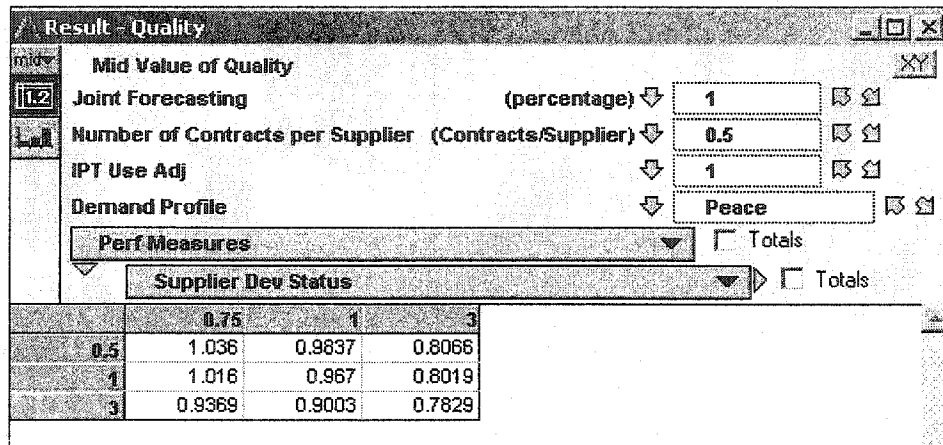 Result - Quality
mid
Mid Value of Quality
XY
1.2
Joint Forecasting (percentage) 1
Number of Contracts per Supplier (Contracts/Supplier) 0.5
IPT Use Adj 1
Demand Profile Peace
Perf Measures Totals
Supplier Dev Status Totals
0.75 1 3
0.5 1.036 0.9837 0.8066
1 1.016 0.967 0.8019
3 0.9369 0.9003 0.7829